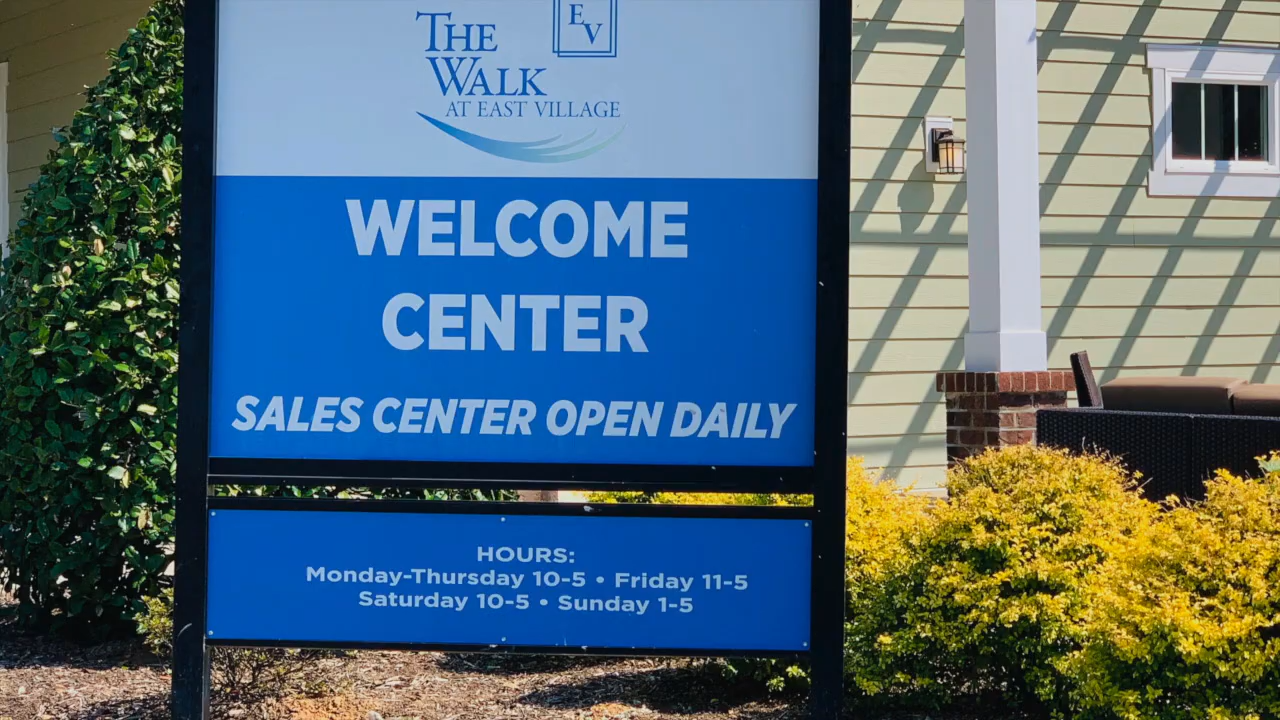 THE
EV
WALK
AT EAST VILLAGE
WELCOME
CENTER
SALES CENTER OPEN DAILY
HOURS:
Monday-Thursday 10-5 • Friday 11-5
Saturday 10-5 • Sunday 1-5